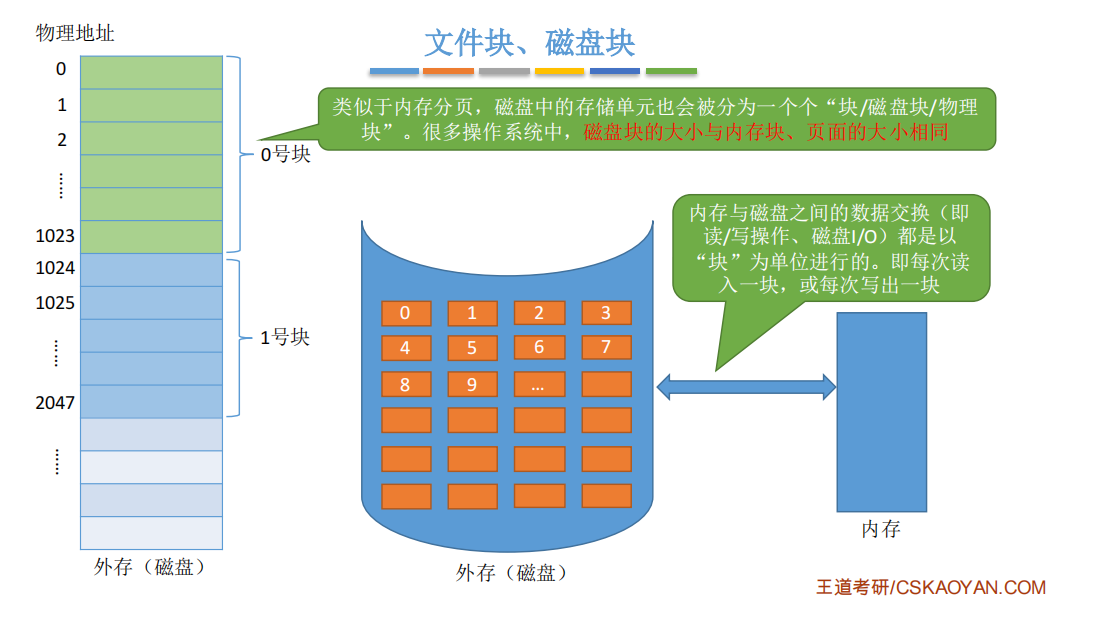 物理地址
文件块、磁盘块
0
1
2
……
1023
1024
1025
……
2047
……
0号块
1号块
外存（磁盘）
类似于内存分页，磁盘中的存储单元也会被分为一个个“块/磁盘块/物理
块”。很多操作系统中，磁盘块的大小与内存块、页面的大小相同
内存与磁盘之间的数据交换（即
读/写操作、磁盘I/O）都是以
“块”为单位进行的。即每次读
入一块，或每次写出一块
0 1 2 3
4 5 6 7
8 9 ...
外存（磁盘）
内存
王道考研/CSKAOYAN.COM